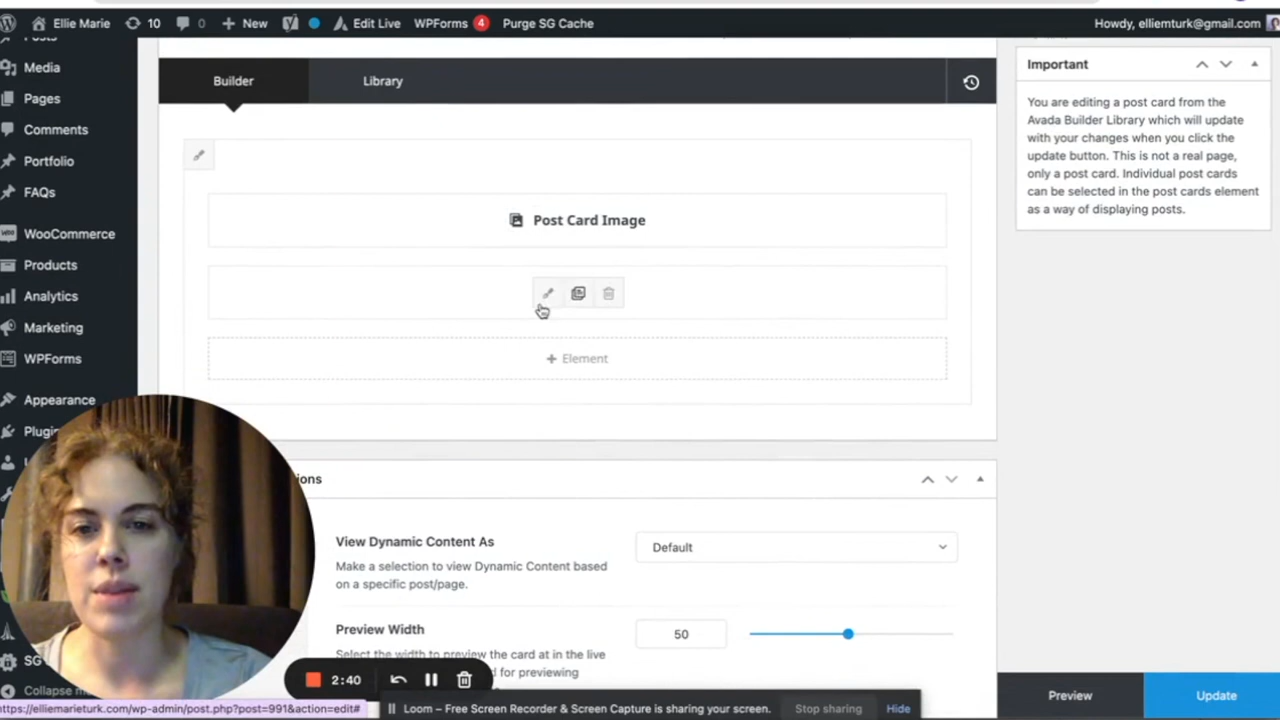 Ellie Marie 10 0 New Edit Live WPForms 4 Purge SG Cache Howdy, elliemturk@gmail.com
Posts
Media
Pages
Comments
Portfolio
FAQs
WooCommerce
Products
Analytics
Marketing
WPForms
Appearance
Plugi
SG
Collapse me
Builder Library
Post Card Image
+ Element
ions
View Dynamic Content As
Make a selection to view Dynamic Content based
on a specific post/page.
Default
Preview Width
Select the width to preview the card at in the live
d for previewing
50
Important
You are editing a post card from the
Avada Builder Library which will update
with your changes when you click the
update button. This is not a real page,
only a post card. Individual post cards
can be selected in the post cards element
as a way of displaying posts.
Preview Update
2:40
Loom – Free Screen Recorder & Screen Capture is sharing your screen. Stop sharing Hide
https://elliemarieturk.com/wp-admin/post.php?post=991&action=edit#